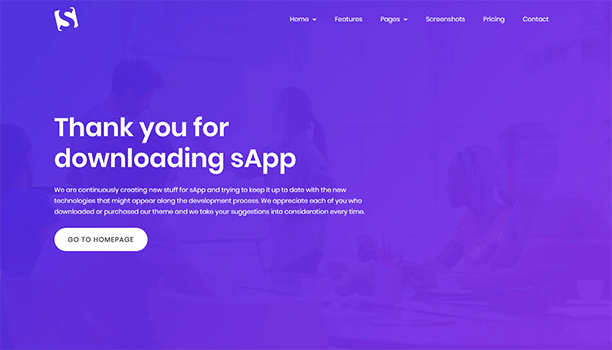 S
Home Features Pages Screenshots Pricing Contact
Thank you for
downloading sApp
We are continuously creating new stuff for sApp and trying to keep it up to date with the new
technologies that might appear along the development process. We appreciate each of you who
downloaded or purchased our theme and we take your suggestions into consideration every time.
GO TO HOMEPAGE